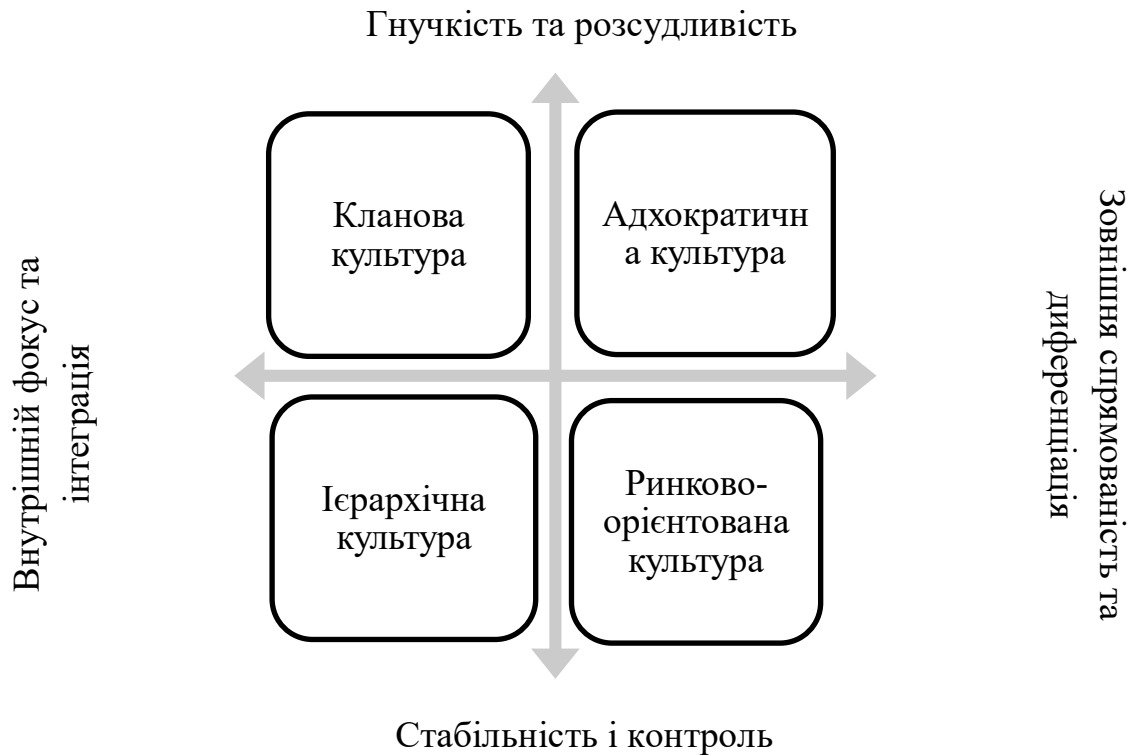 Гнучкість та розсудливість
Кланова
культура
Адхократичн
а культура
Внутрішній фокус та
інтеграція
Зовнішня спрямованість та
диференціація
Ієрархічна
культура
Ринково-
орієнтована
культура
Стабільність і контроль